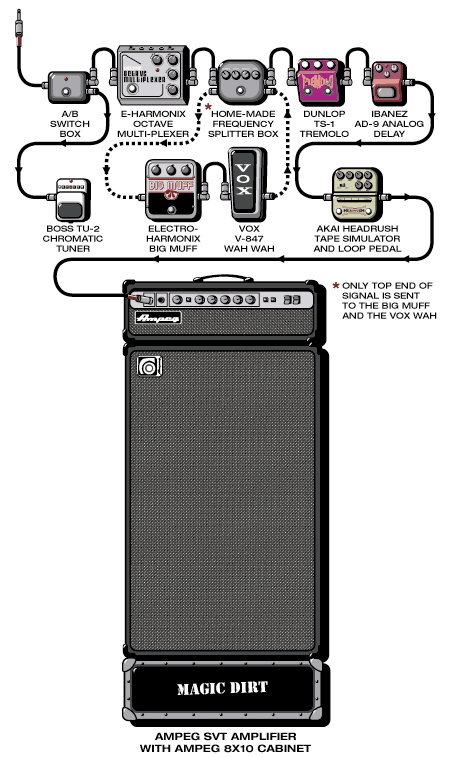 A/B
SWITCH
BOX
E-HARMONIX
OCTAVE
MULTI-PLEXER
* HOME-MADE
FREQUENCY
SPLITTER BOX
DUNLOP
TS-1
TREMOLO
IBANEZ
AD-9 ANALOG
DELAY
OCTAVE
MULTIPLEXER
BIG MUFF
VOX
BOSS TU-2
CHROMATIC
TUNER
ELECTRO-
HARMONIX
BIG MUFF
VOX
V-847
WAH WAH
AKAI HEADRUSH
TAPE SIMULATOR
AND LOOP PEDAL
* ONLY TOP END OF
SIGNAL IS SENT
TO THE BIG MUFF
AND THE VOX WAH
Ampeg
MAGIC DIRT
AMPEG SVT AMPLIFIER
WITH AMPEG 8X10 CABINET